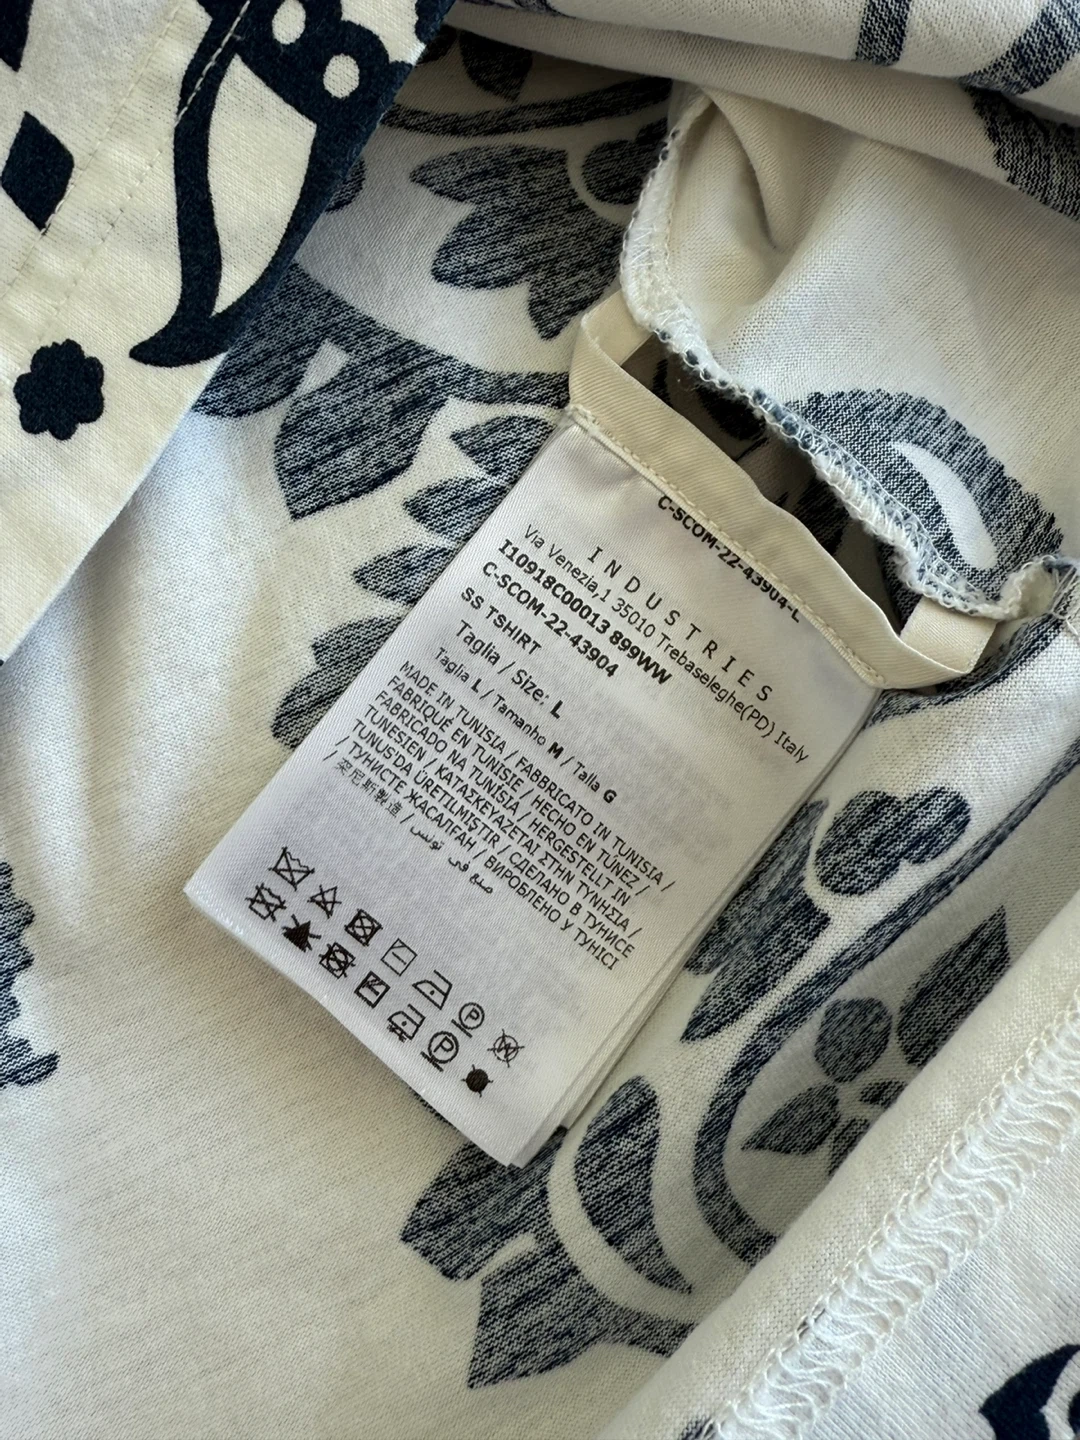 C-SCOM-22-43904-L
INDUSTRIES
Via Venezia,1 35010 Trebaseleghe(PD) Italy
I10918C00013 899WW
C-SCOM-22-43904
SS TSHIRT
Taglia / Size: L
Taglia L / Tamanho M / Talla G
MADE IN TUNISIA / FABBRICATO IN TUNISIA /
FABRIQUÉ EN TUNISIE / HECHO EN TÚNEZ /
FABRICADO NA TUNÍSIA / HERGESTELLT IN
TUNESIEN / ΚΑΤΑΣΚΕΥΑΖΕΤΑΙ ΣΤΗΝ ΤΥΝΗΣΙΑ /
TUNUS'DA ÜRETILMIŞTIR / СДЕЛАНО В ТУНИСЕ
/ ТУНИСТЕ ЖАСАЛҒАН / ВИРОБЛЕНО У ТУНІСІ
/ 突尼斯製造 / صنع في تونس
P
W
P